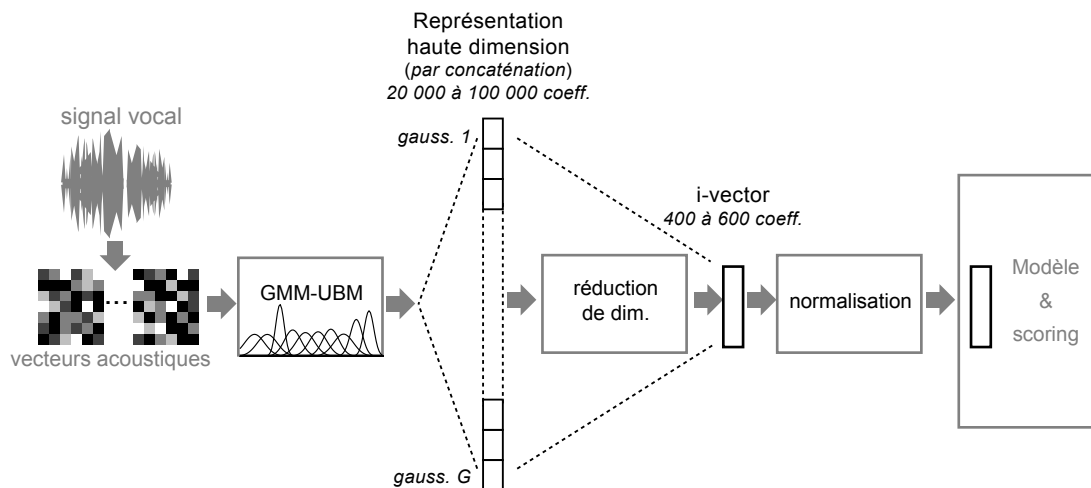 Représentation
haute dimension
(par concaténation)
20 000 à 100 000 coeff.
signal vocal
gauss. 1
i-vector
400 à 600 coeff.
GMM-UBM
réduction
de dim.
normalisation
Modèle
&
scoring
vecteurs acoustiques
gauss. G